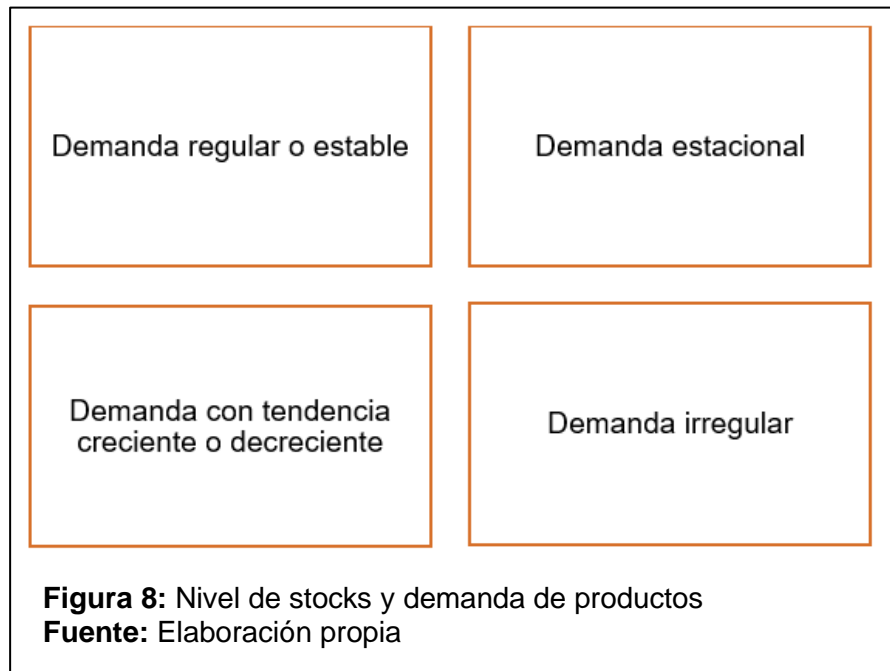 Demanda regular o estable
Demanda estacional
Demanda con tendencia
creciente o decreciente
Demanda irregular
Figura 8: Nivel de stocks y demanda de productos
Fuente: Elaboración propia